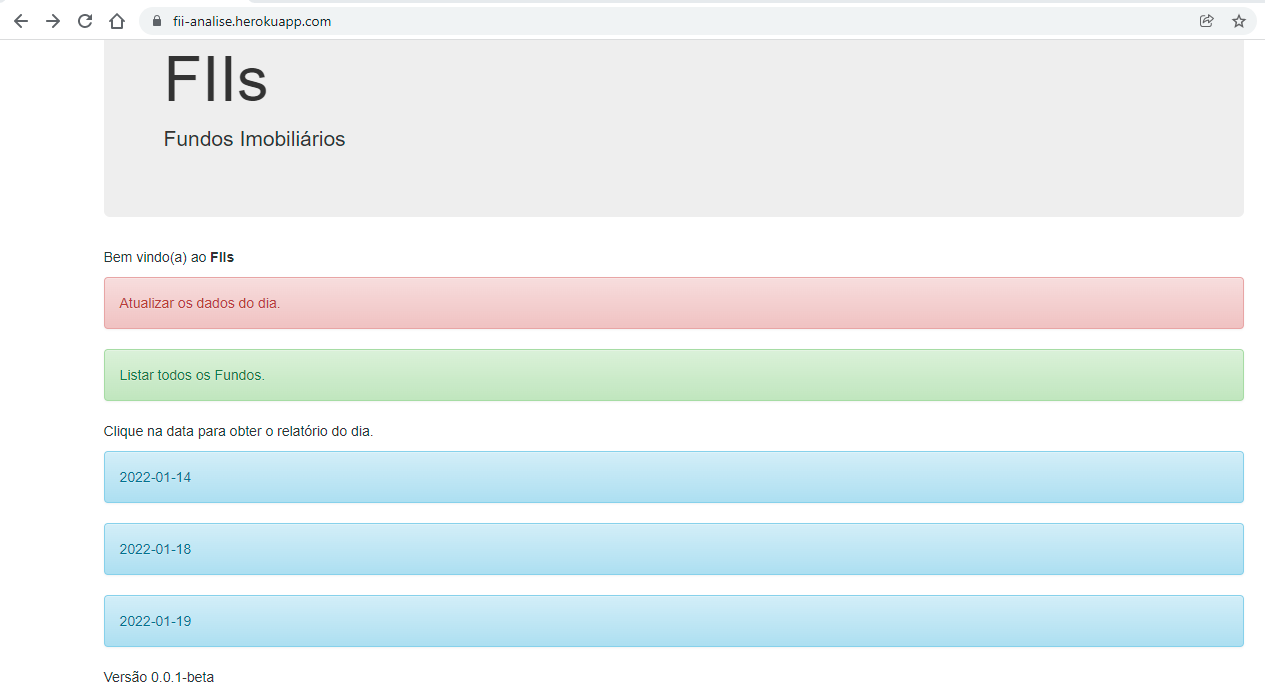 fii-analise.herokuapp.com
FIIs
Fundos Imobiliários
Bem vindo(a) ao FIIs
Atualizar os dados do dia.
Listar todos os Fundos.
Clique na data para obter o relatório do dia.
2022-01-14
2022-01-18
2022-01-19
Versão 0.0.1-beta